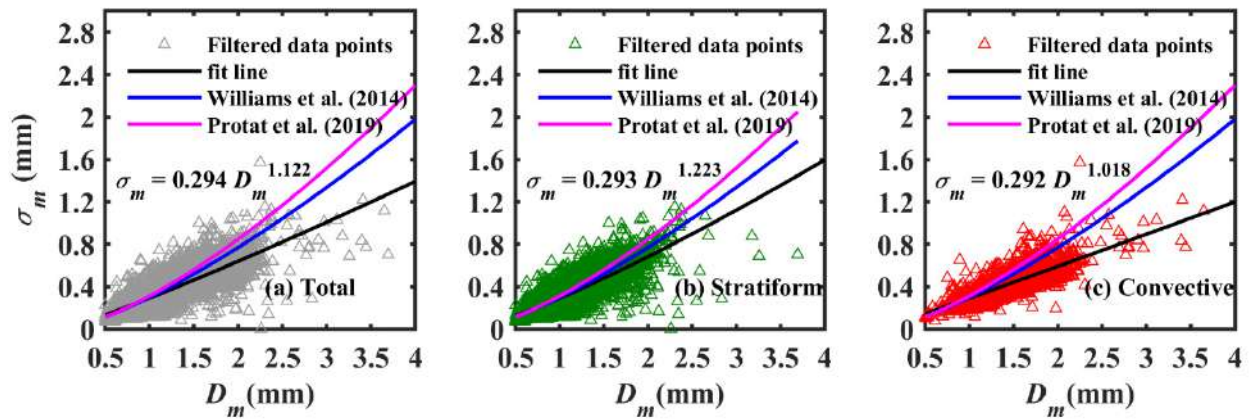 2.8
2.4
2
1.6
1.2
0.8
0.4
0
σm (mm)
Filtered data points
fit line
Williams et al. (2014)
Protat et al. (2019)
σm = 0.294 Dm^1.122
(a) Total
0.5 1 1.5 2 2.5 3 3.5 4
Dm (mm)
2.8
2.4
2
1.6
1.2
0.8
0.4
0
Filtered data points
fit line
Williams et al. (2014)
Protat et al. (2019)
σm = 0.293 Dm^1.223
(b) Stratiform
0.5 1 1.5 2 2.5 3 3.5 4
Dm (mm)
2.8
2.4
2
1.6
1.2
0.8
0.4
0
Filtered data points
fit line
Williams et al. (2014)
Protat et al. (2019)
σm = 0.292 Dm^1.018
(c) Convective
0.5 1 1.5 2 2.5 3 3.5 4
Dm (mm)